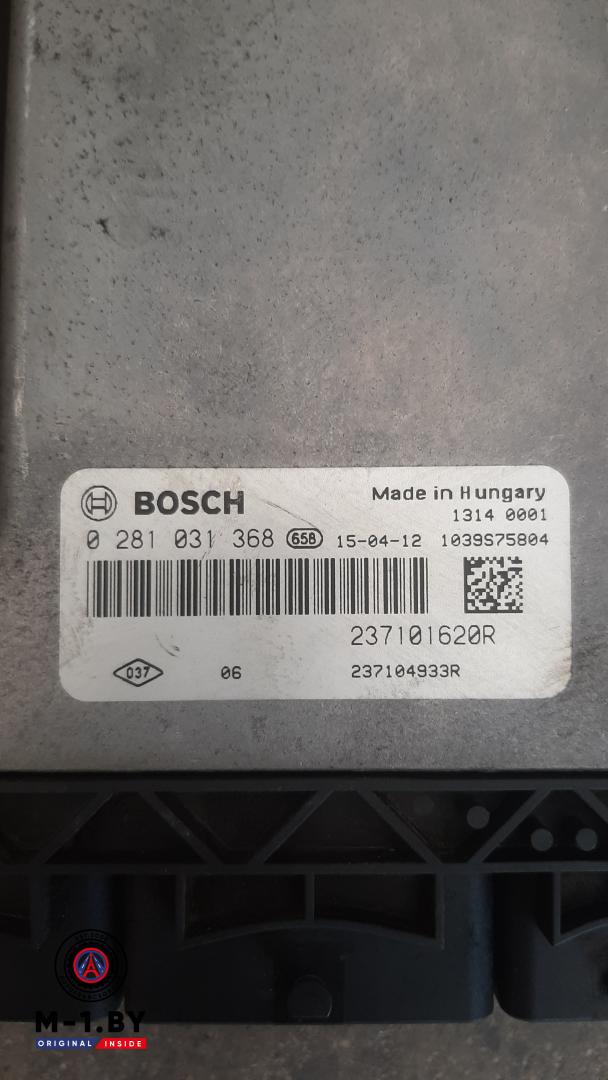 BOSCH
Made in Hungary
1314 0001
0 281 031 368 658 15-04-12 1039S75804
237101620R
037 06 237104933R
M-1.BY
ORIGINAL INSIDE